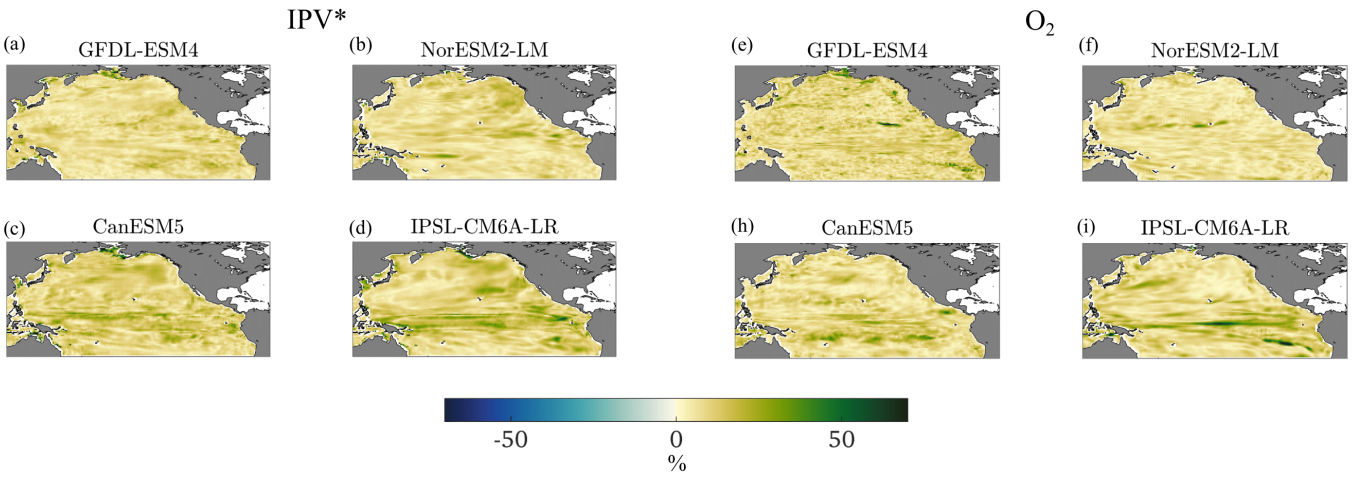 IPV*
O2
(a) GFDL-ESM4
(b) NorESM2-LM
(e) GFDL-ESM4
(f) NorESM2-LM
(c) CanESM5
(d) IPSL-CM6A-LR
(h) CanESM5
(i) IPSL-CM6A-LR
-50 0 50
%